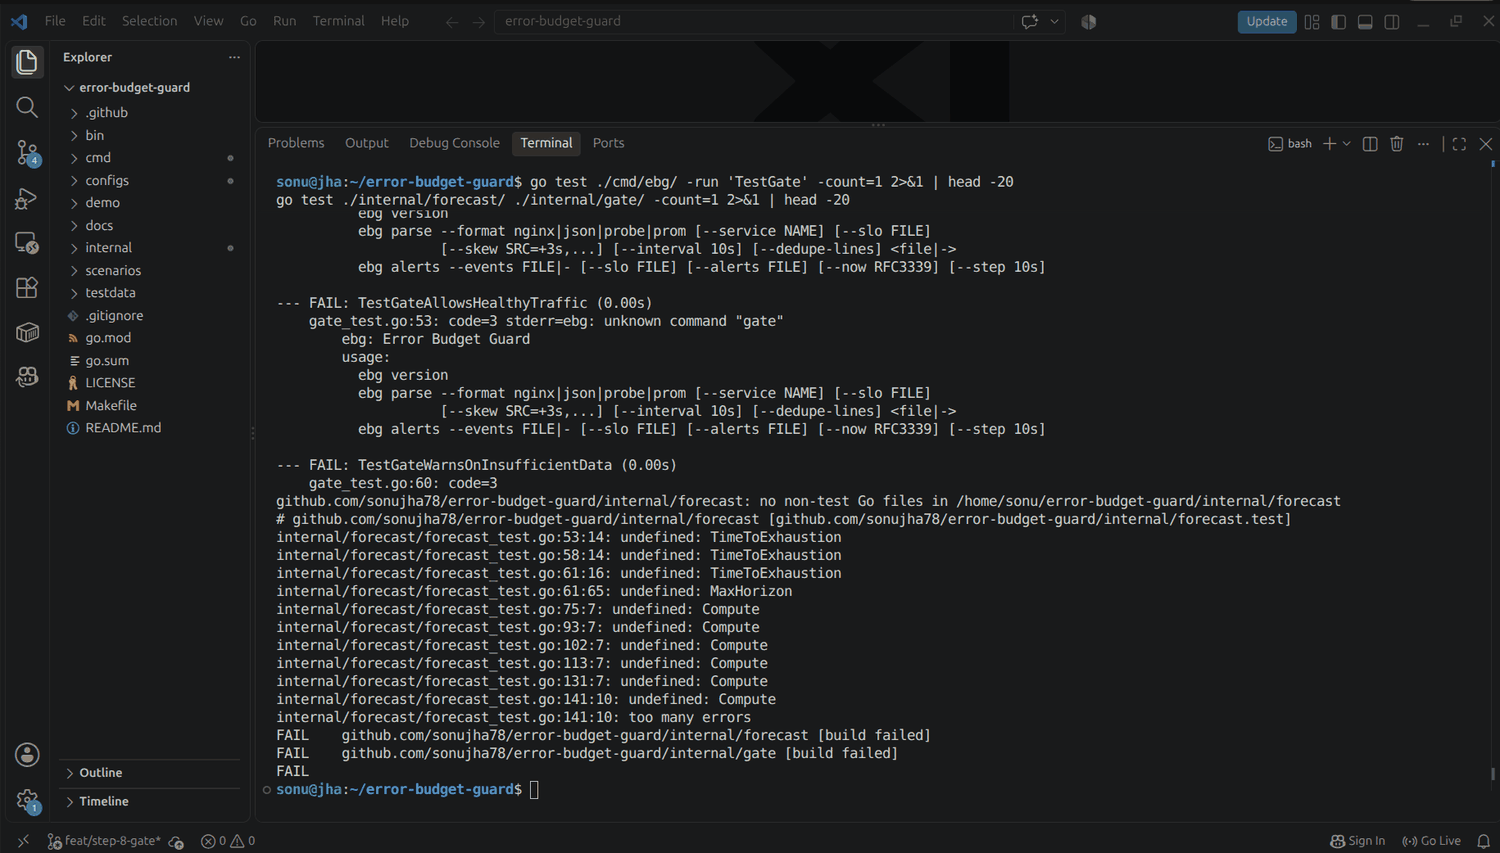 File Edit Selection View Go Run Terminal Help
error-budget-guard
Update
Explorer
error-budget-guard
.github
bin
cmd
configs
demo
docs
internal
scenarios
testdata
.gitignore
go.mod
go.sum
LICENSE
Makefile
README.md
Outline
Timeline
4
1
Problems Output Debug Console Terminal Ports
bash
sonu@jha:~/error-budget-guard$ go test ./cmd/ebg/ -run 'TestGate' -count=1 2>&1 | head -20
go test ./internal/forecast/ ./internal/gate/ -count=1 2>&1 | head -20
ebg version
ebg parse --format nginx|json|probe|prom [--service NAME] [--slo FILE]
[--skew SRC=+3s,...] [--interval 10s] [--dedupe-lines] <file|->
ebg alerts --events FILE|- [--slo FILE] [--alerts FILE] [--now RFC3339] [--step 10s]
--- FAIL: TestGateAllowsHealthyTraffic (0.00s)
gate_test.go:53: code=3 stderr=ebg: unknown command "gate"
ebg: Error Budget Guard
usage:
ebg version
ebg parse --format nginx|json|probe|prom [--service NAME] [--slo FILE]
[--skew SRC=+3s,...] [--interval 10s] [--dedupe-lines] <file|->
ebg alerts --events FILE|- [--slo FILE] [--alerts FILE] [--now RFC3339] [--step 10s]
--- FAIL: TestGateWarnsOnInsufficientData (0.00s)
gate_test.go:60: code=3
github.com/sonujha78/error-budget-guard/internal/forecast: no non-test Go files in /home/sonu/error-budget-guard/internal/forecast
# github.com/sonujha78/error-budget-guard/internal/forecast [github.com/sonujha78/error-budget-guard/internal/forecast.test]
internal/forecast/forecast_test.go:53:14: undefined: TimeToExhaustion
internal/forecast/forecast_test.go:58:14: undefined: TimeToExhaustion
internal/forecast/forecast_test.go:61:16: undefined: TimeToExhaustion
internal/forecast/forecast_test.go:61:65: undefined: MaxHorizon
internal/forecast/forecast_test.go:75:7: undefined: Compute
internal/forecast/forecast_test.go:93:7: undefined: Compute
internal/forecast/forecast_test.go:102:7: undefined: Compute
internal/forecast/forecast_test.go:113:7: undefined: Compute
internal/forecast/forecast_test.go:131:7: undefined: Compute
internal/forecast/forecast_test.go:141:10: undefined: Compute
internal/forecast/forecast_test.go:141:10: too many errors
FAIL github.com/sonujha78/error-budget-guard/internal/forecast [build failed]
FAIL github.com/sonujha78/error-budget-guard/internal/gate [build failed]
FAIL
sonu@jha:~/error-budget-guard$
feat/step-8-gate* 0 0
Sign In Go Live